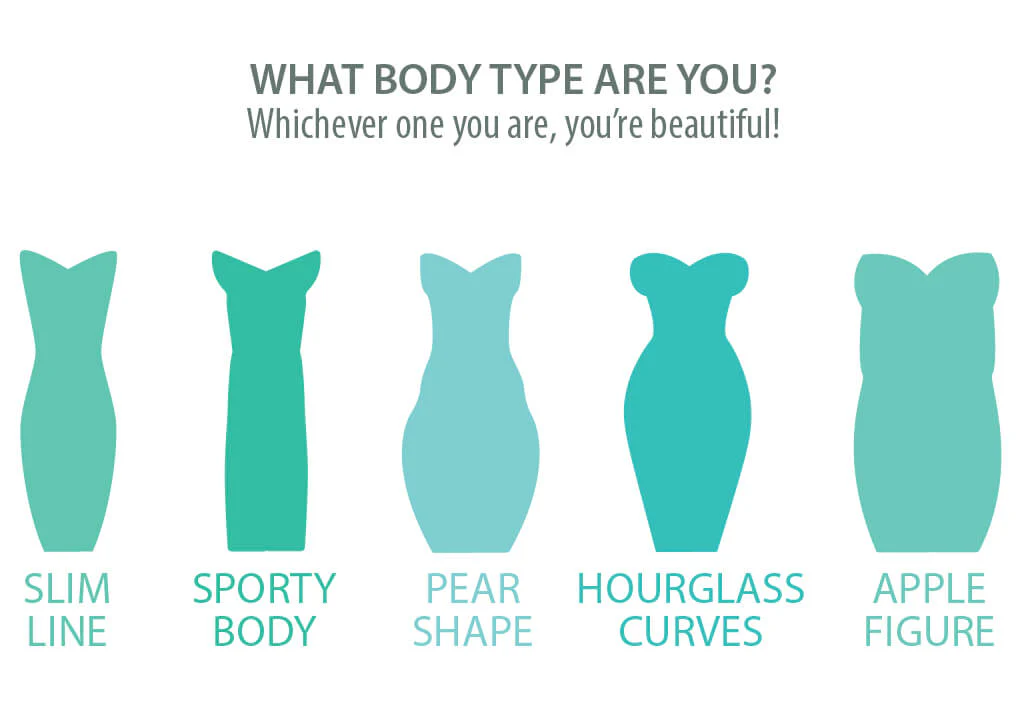 WHAT BODY TYPE ARE YOU?
Whichever one you are, you’re beautiful!
SLIM
LINE
SPORTY
BODY
PEAR
SHAPE
HOURGLASS
CURVES
APPLE
FIGURE